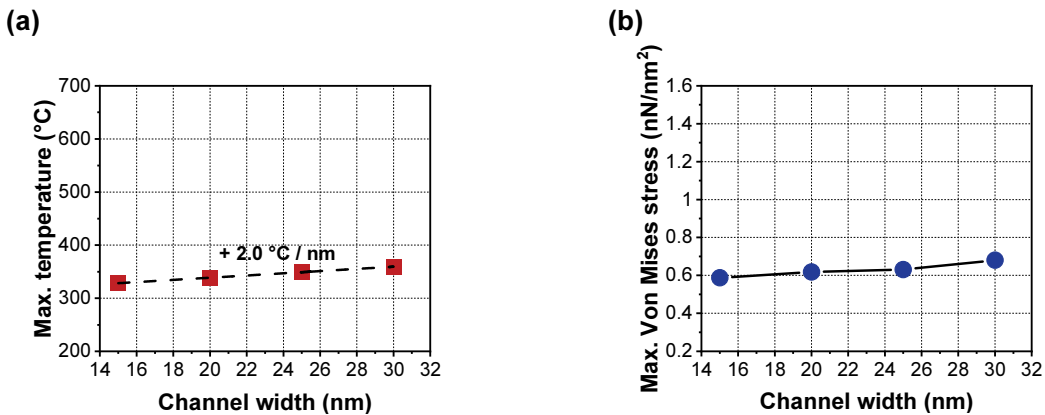 (a)
Max. temperature (°C)
700
600
500
400
300
200
+ 2.0 °C / nm
14 16 18 20 22 24 26 28 30 32
Channel width (nm)
(b)
Max. Von Mises stress (nN/nm²)
1.6
1.4
1.2
1
0.8
0.6
0.4
0.2
14 16 18 20 22 24 26 28 30 32
Channel width (nm)